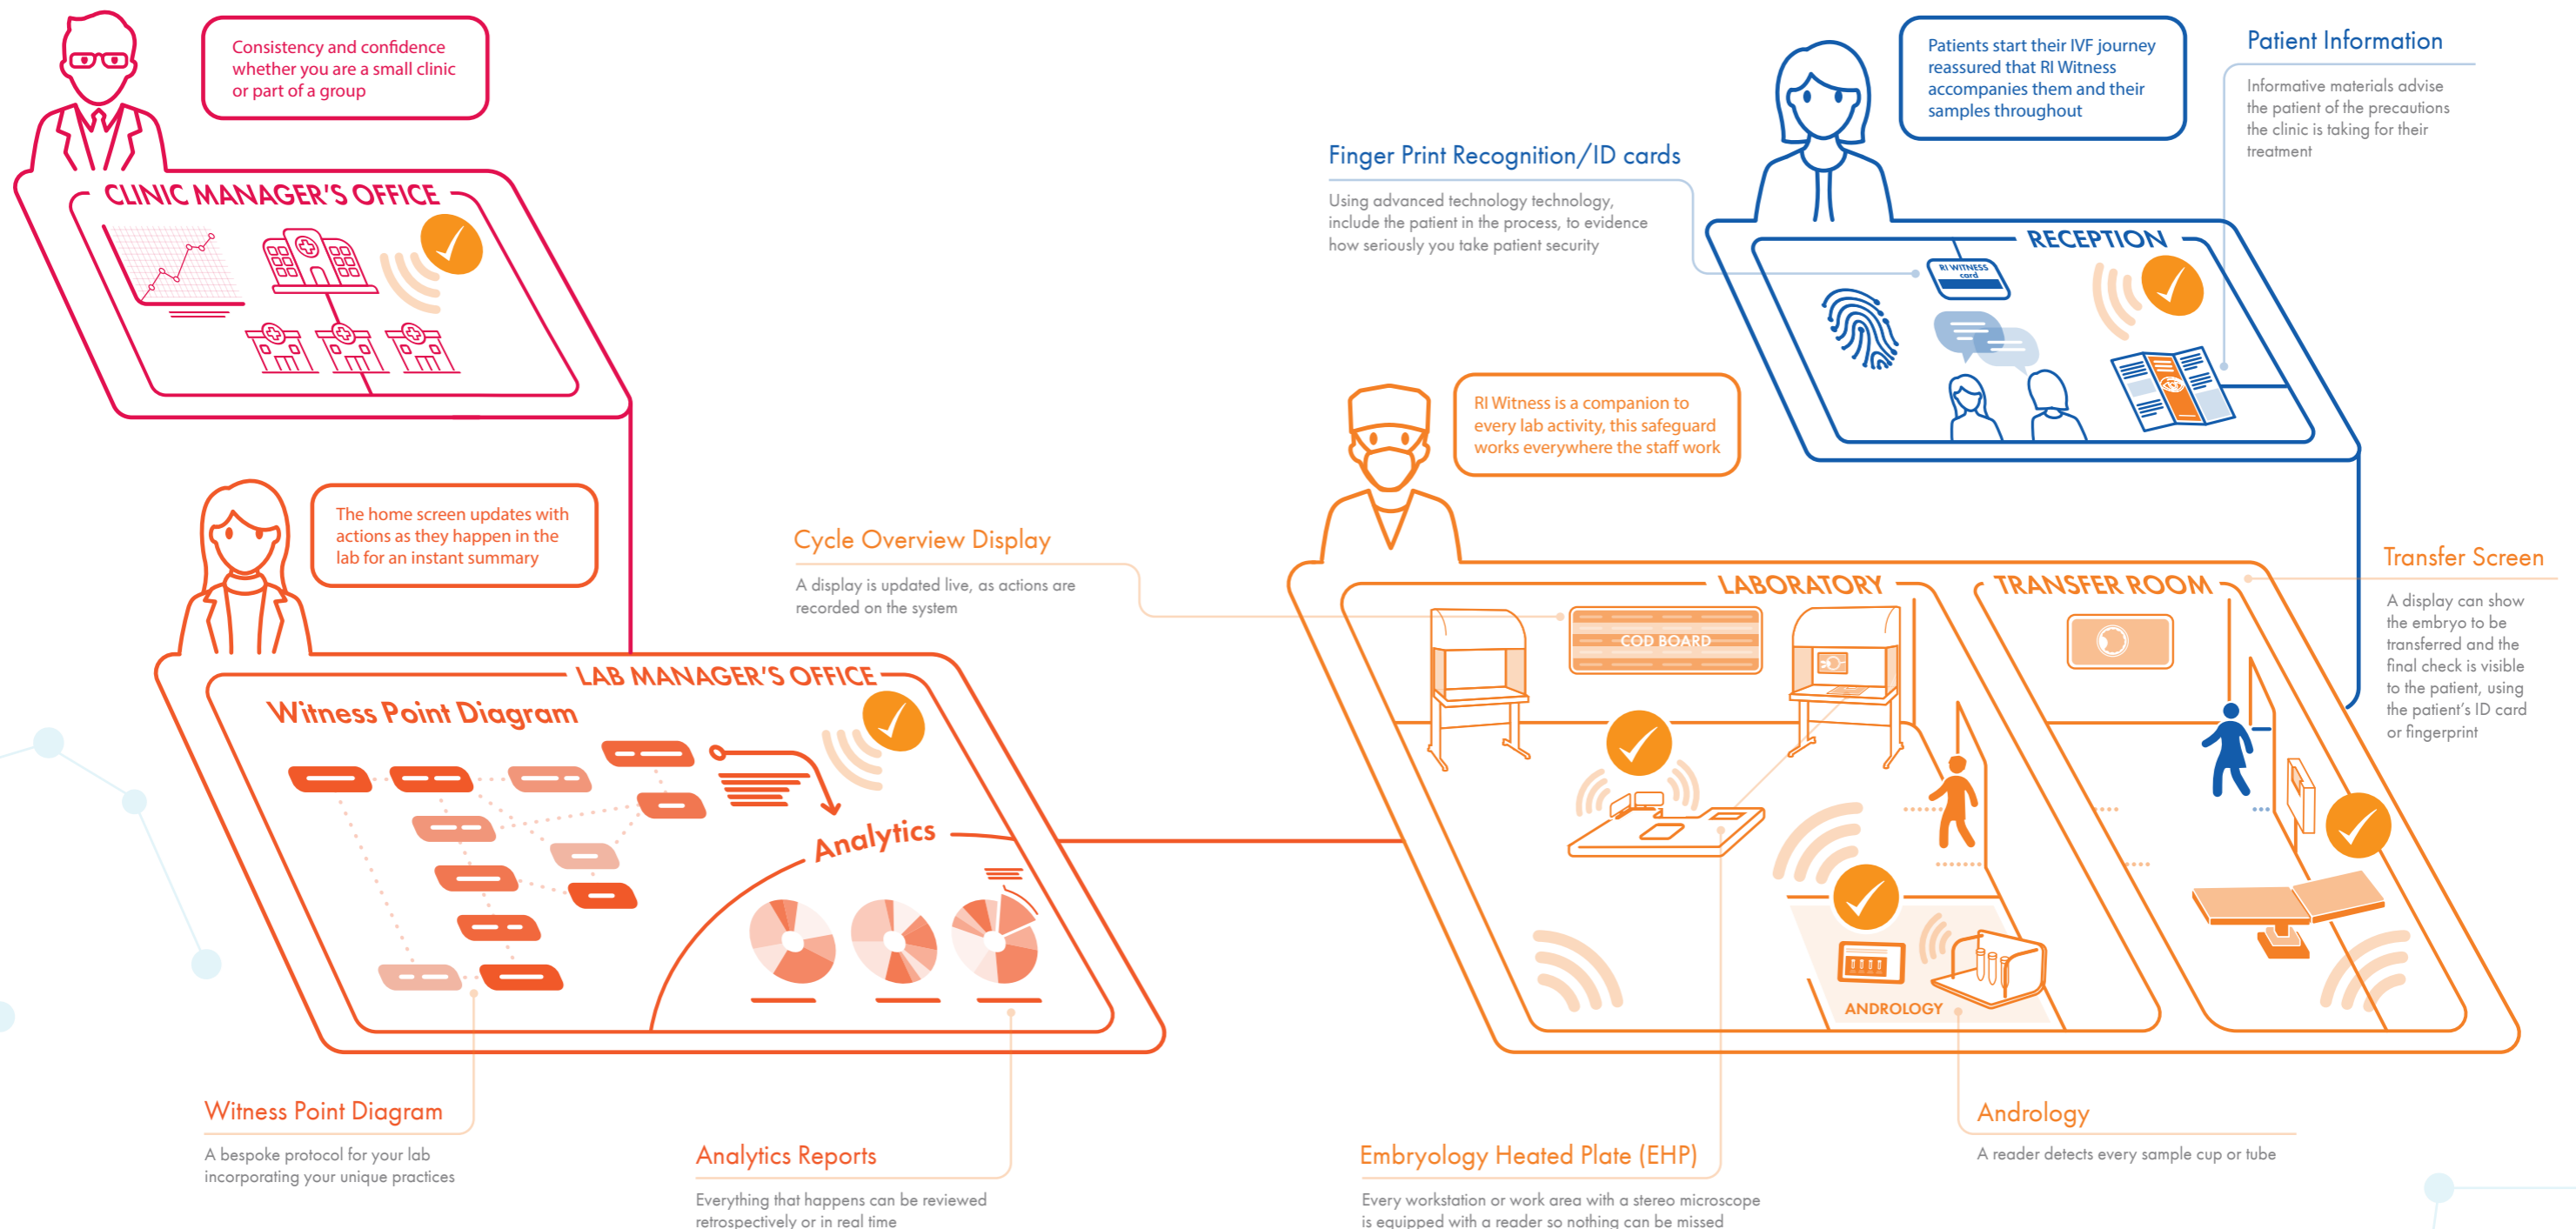 Consistency and confidence
whether you are a small clinic
or part of a group
CLINIC MANAGER'S OFFICE
The home screen updates with
actions as they happen in the
lab for an instant summary
LAB MANAGER'S OFFICE
Witness Point Diagram
Analytics
Witness Point Diagram
A bespoke protocol for your lab
incorporating your unique practices
Analytics Reports
Everything that happens can be reviewed
retrospectively or in real time
Cycle Overview Display
A display is updated live, as actions are
recorded on the system
Finger Print Recognition/ID cards
Using advanced technology technology,
include the patient in the process, to evidence
how seriously you take patient security
Patients start their IVF journey
reassured that RI Witness
accompanies them and their
samples throughout
Patient Information
Informative materials advise
the patient of the precautions
the clinic is taking for their
treatment
RECEPTION
RI WITNESS
card
RI Witness is a companion to
every lab activity, this safeguard
works everywhere the staff work
LABORATORY
COD BOARD
TRANSFER ROOM
Transfer Screen
A display can show
the embryo to be
transferred and the
final check is visible
to the patient, using
the patient's ID card
or fingerprint
ANDROLOGY
Embryology Heated Plate (EHP)
Every workstation or work area with a stereo microscope
is equipped with a reader so nothing can be missed
Andrology
A reader detects every sample cup or tube